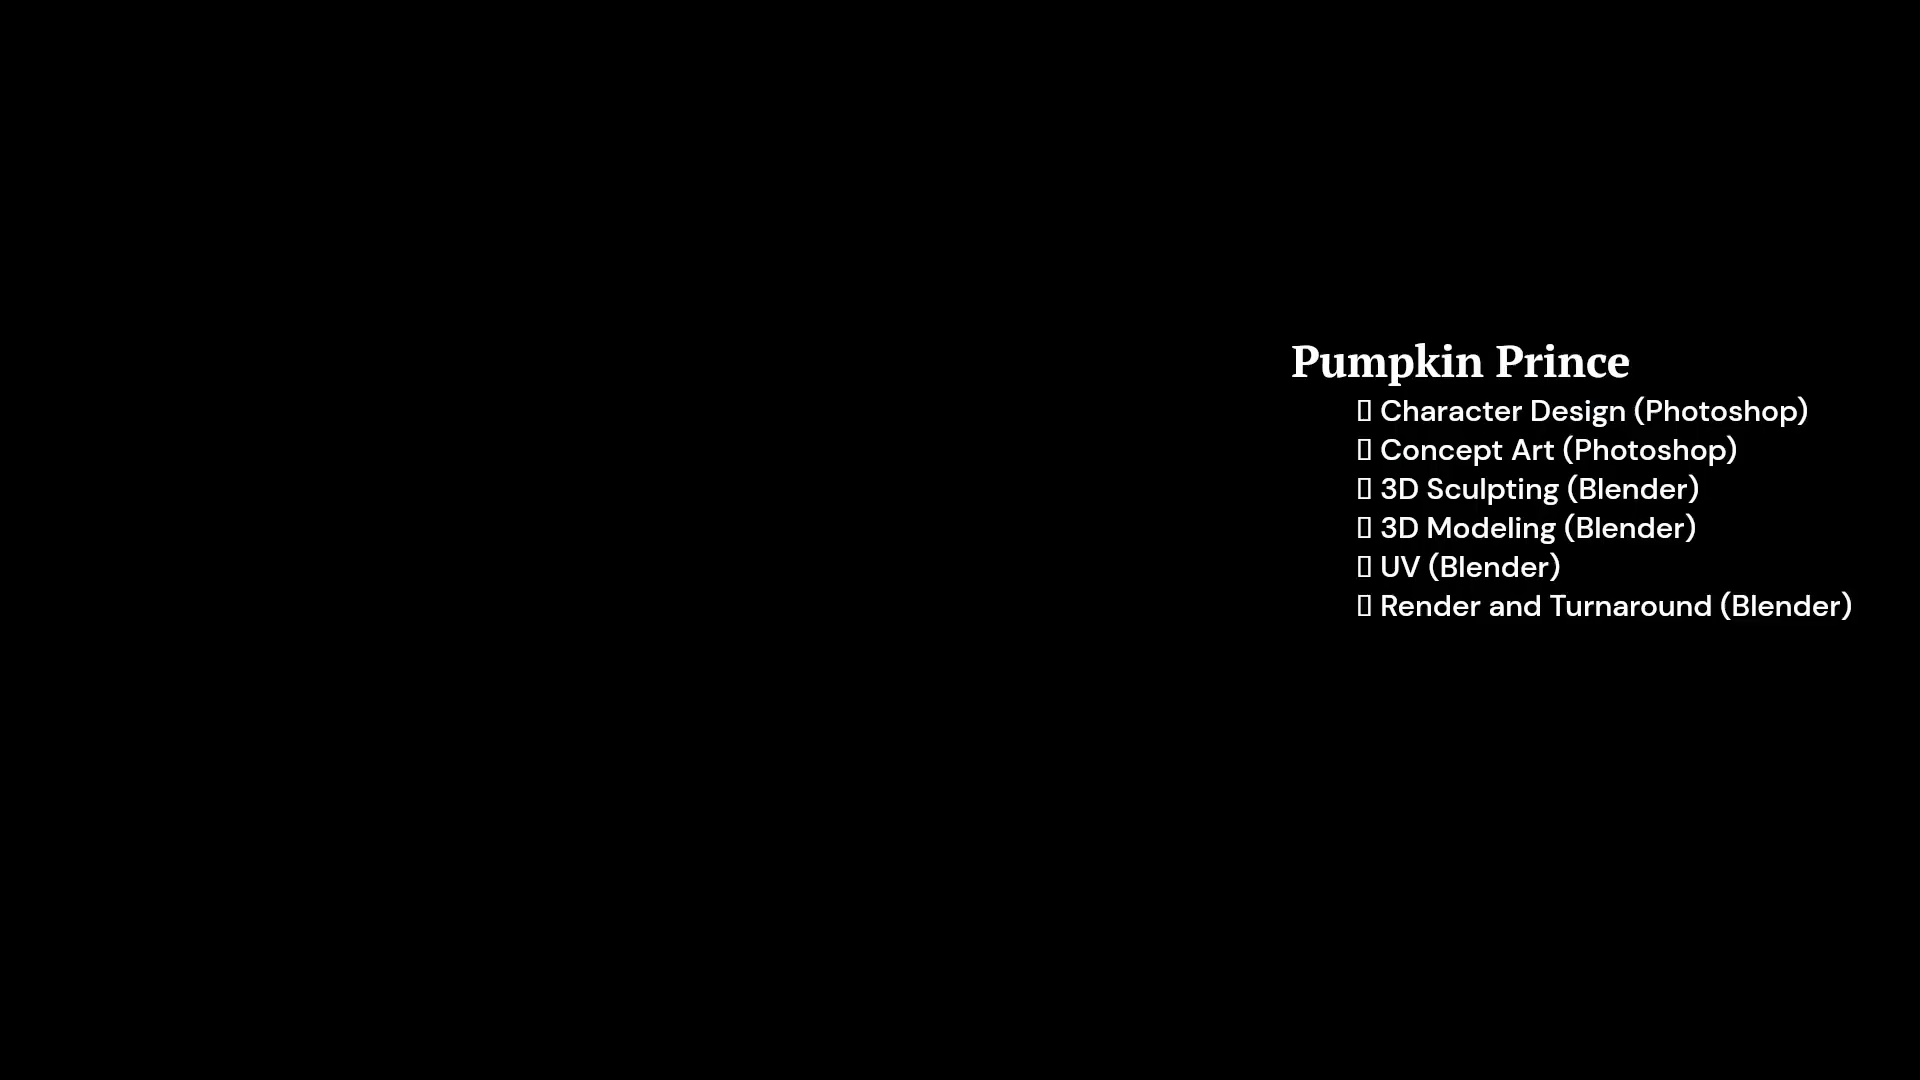 Pumpkin Prince
▯ Character Design (Photoshop)
▯ Concept Art (Photoshop)
▯ 3D Sculpting (Blender)
▯ 3D Modeling (Blender)
▯ UV (Blender)
▯ Render and Turnaround (Blender)